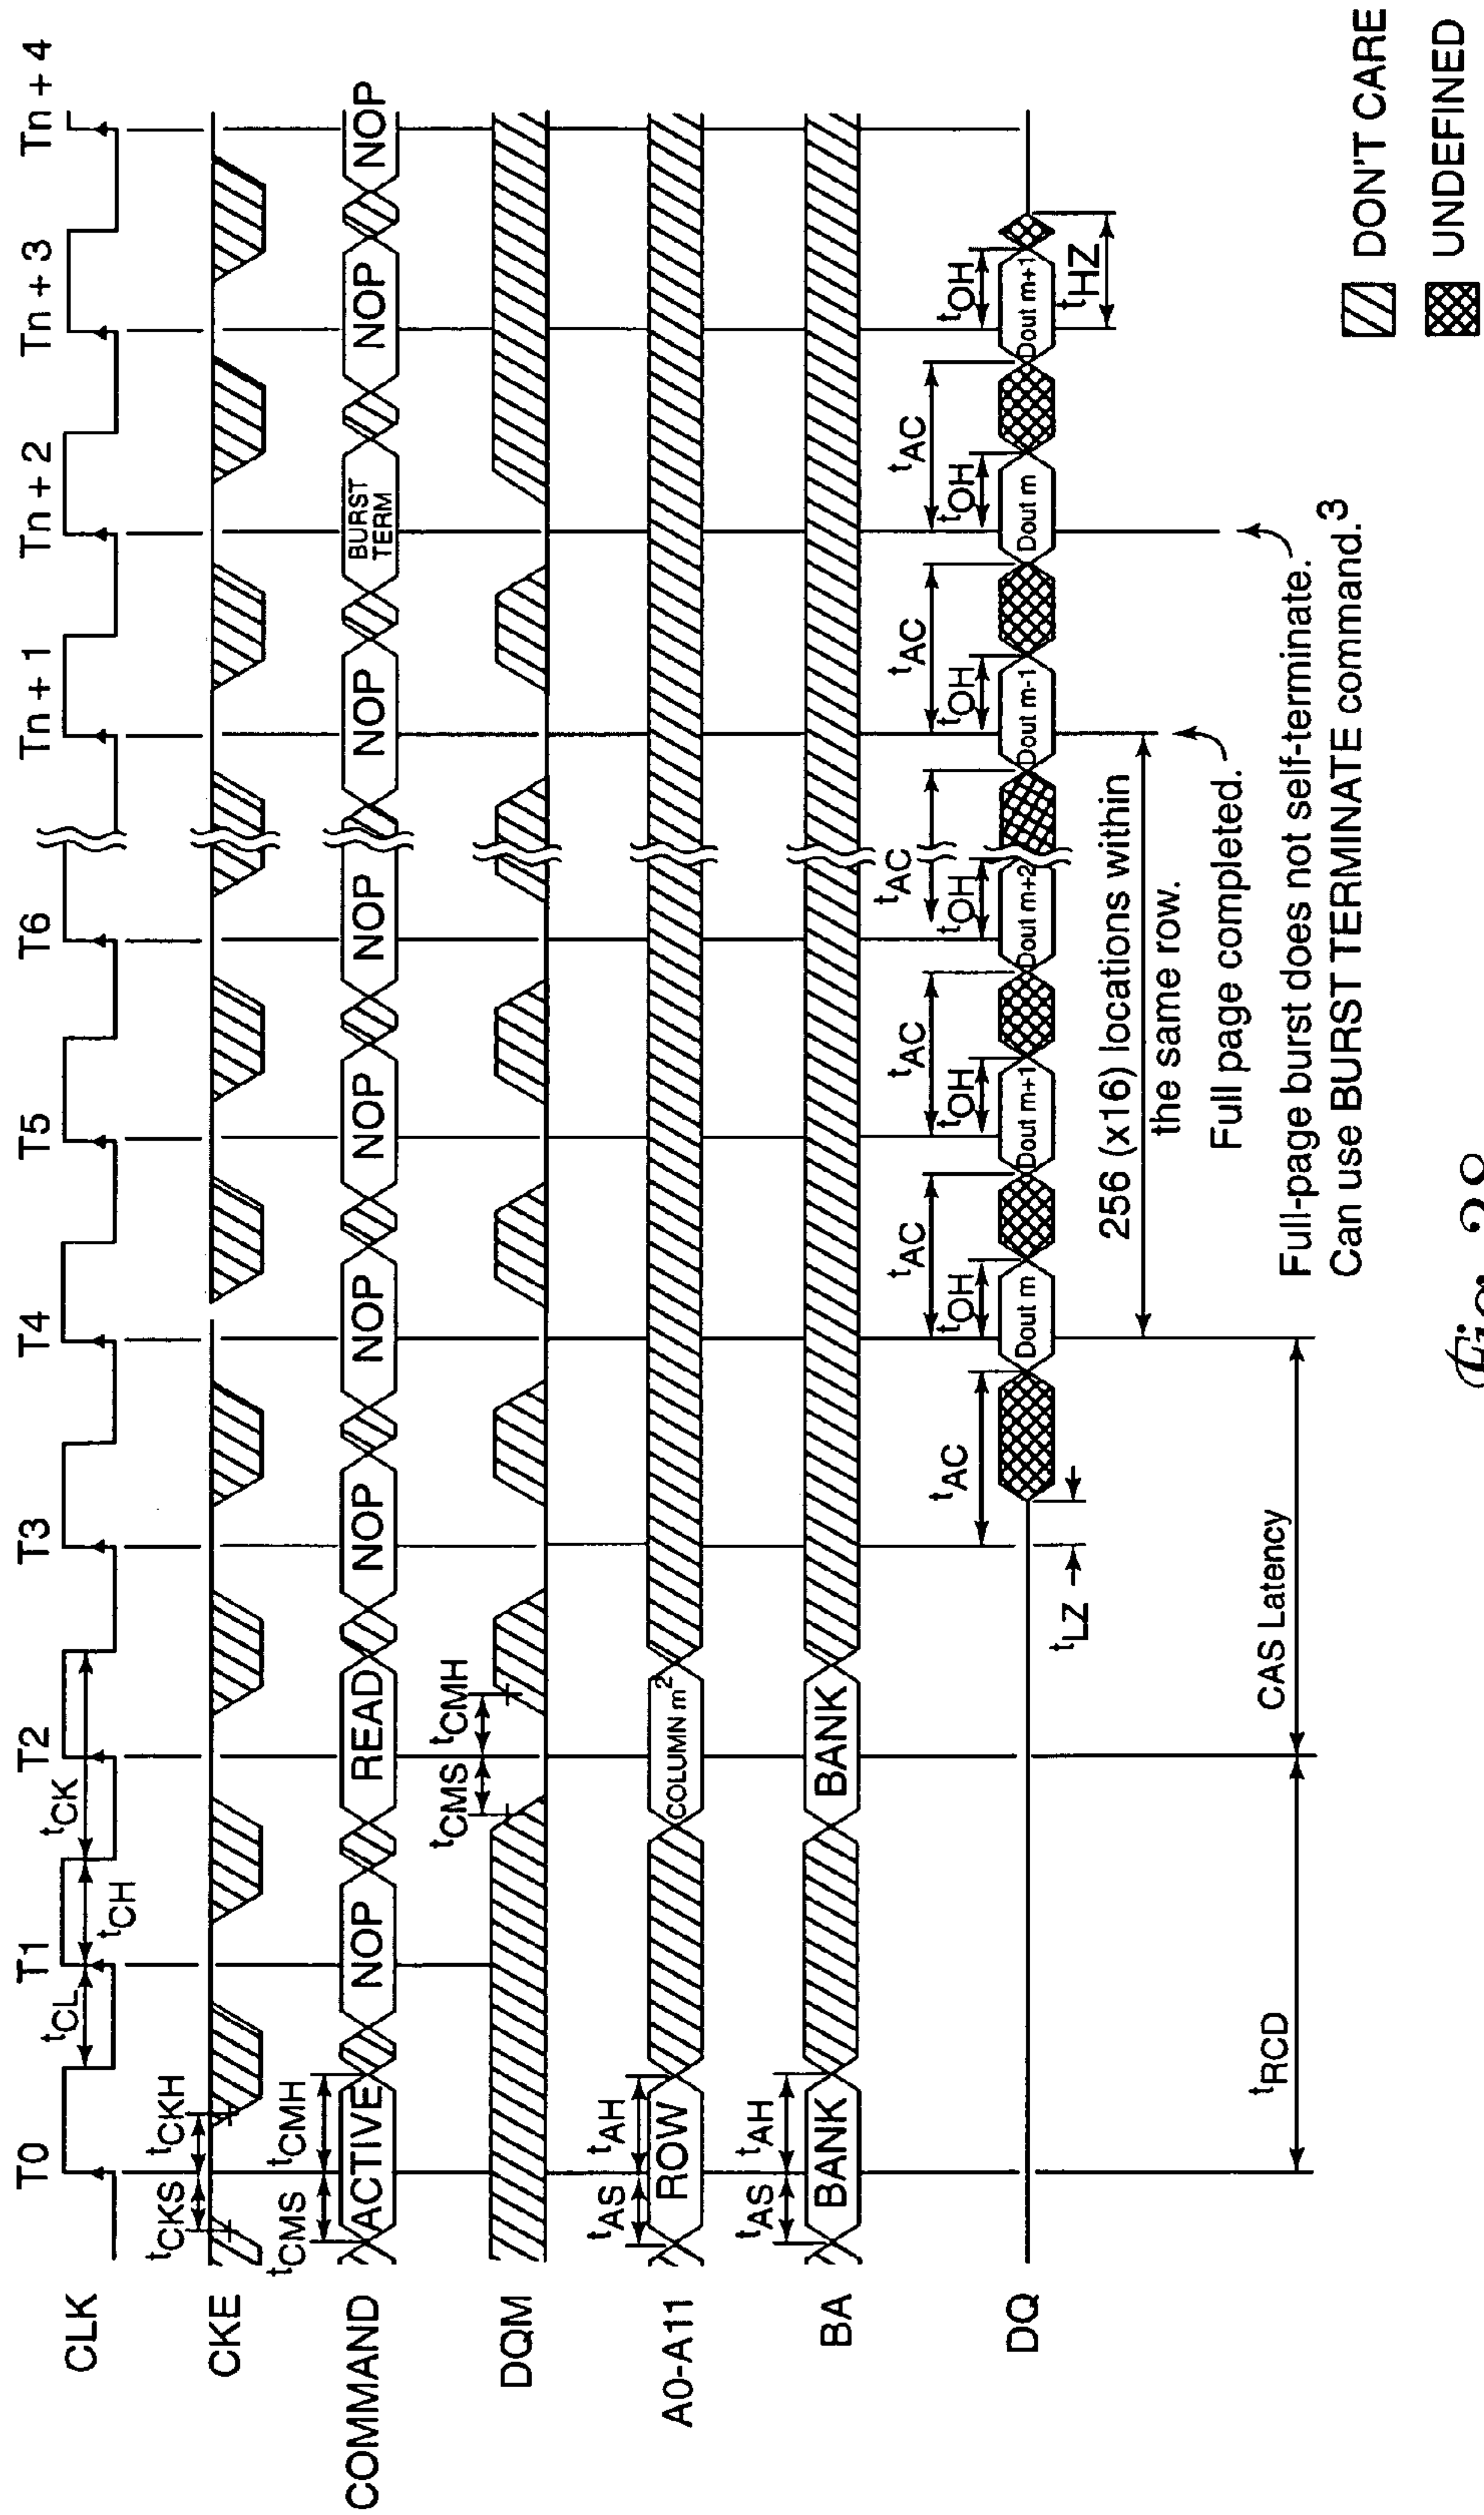 T0 T1 T2 T3 T4 T5 T6 Tn + 1 Tn + 2 Tn + 3 Tn + 4
CLK
tCL tCH tCK
tCKS tCKH
CKE
tCMS tCMH
COMMAND ACTIVE NOP READ NOP NOP NOP NOP NOP BURST TERM NOP NOP
tCMS tCMH
DQM
tAS tAH
A0-A11 ROW COLUMN m 2
tAS tAH
BA BANK BANK
tAC tAC tAC tAC tAC tAC
tOH tOH tOH tOH tOH tOH
DQ Dout m Dout m+1 Dout m+2 Dout m-1 Dout m Dout m+1
tLZ tHZ
256 (x16) locations within
the same row.
Full page completed.
tRCD CAS Latency
Full-page burst does not self-terminate.
Can use BURST TERMINATE command. 3
DON'T CARE
UNDEFINED